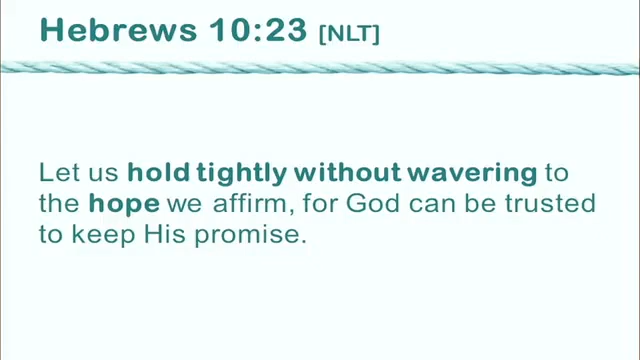 Hebrews 10:23 [NLT]
Let us hold tightly without wavering to
the hope we affirm, for God can be trusted
to keep His promise.